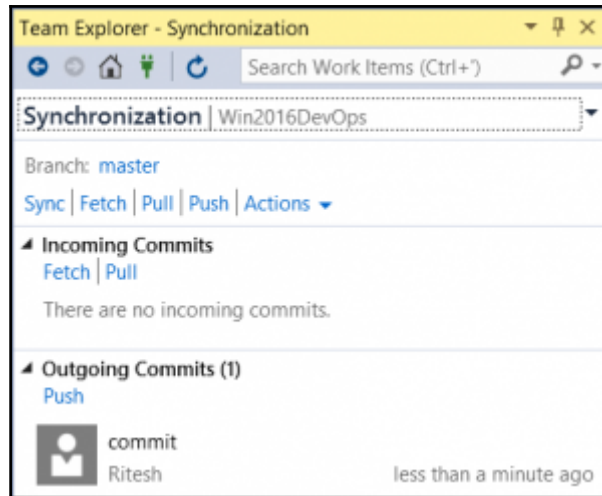 Team Explorer - Synchronization
Search Work Items (Ctrl+')
Synchronization | Win2016DevOps
Branch: master
Sync | Fetch | Pull | Push | Actions
Incoming Commits
Fetch | Pull
There are no incoming commits.
Outgoing Commits (1)
Push
commit
Ritesh less than a minute ago